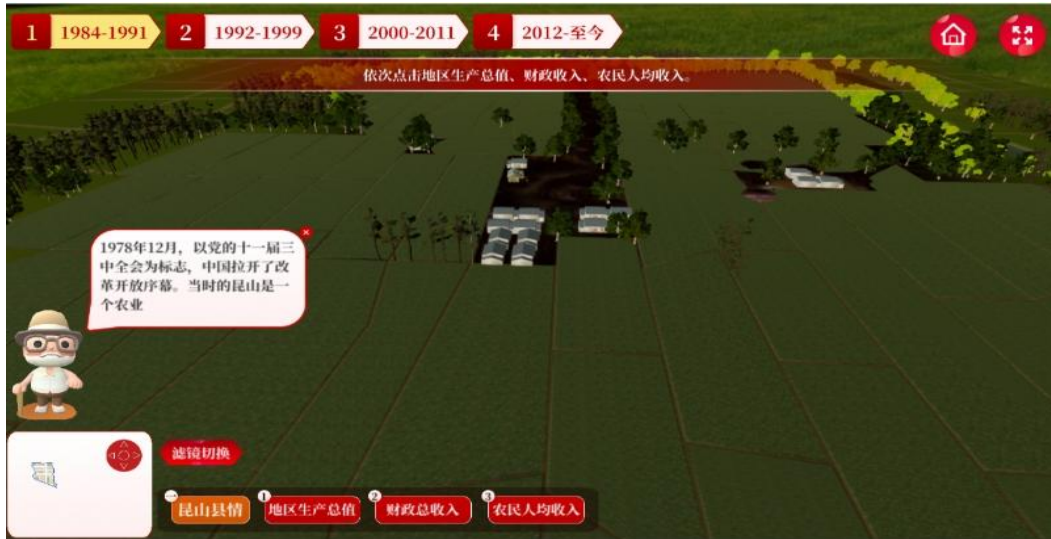 1 1984-1991 2 1992-1999 3 2000-2011 4 2012-至今
依次点击地区生产总值、财政收入、农民人均收入。
1978年12月，以党的十一届三
中全会为标志，中国拉开了改
革开放序幕。当时的昆山是一
个农业
滤镜切换
一 昆山县情 1 地区生产总值 2 财政总收入 3 农民人均收入